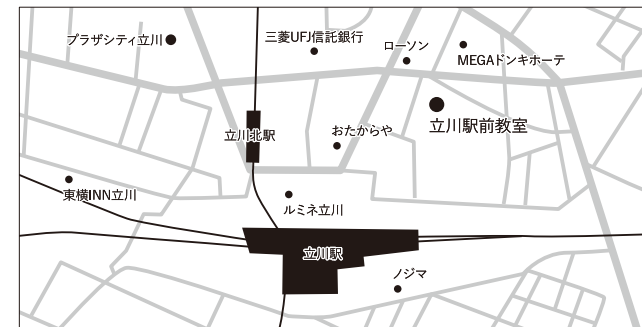 プラザシティ立川
三菱UFJ信託銀行
ローソン
MEGAドンキホーテ
立川駅前教室
立川北駅
おたからや
東横INN立川
ルミネ立川
立川駅
ノジマ